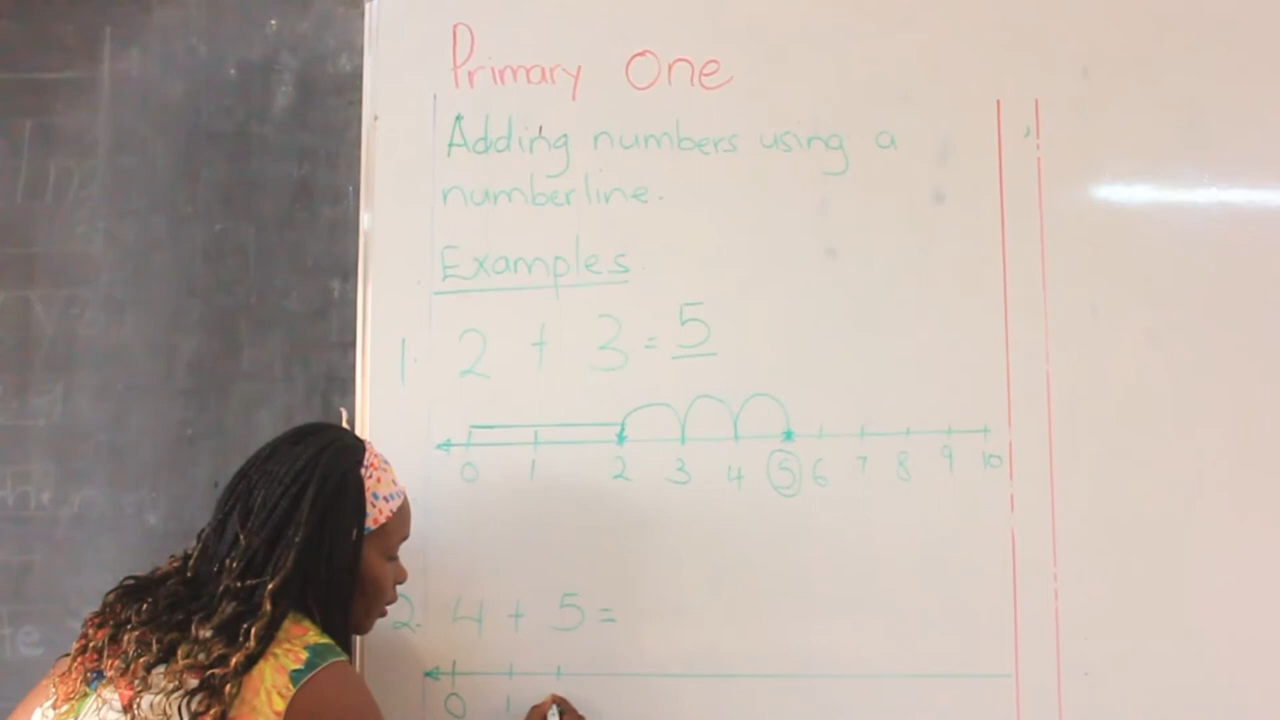 Primary One
Adding numbers using a
numberline.
Examples
1. 2 + 3 = 5
0 1 2 3 4 5 6 7 8 9 10
2. 4 + 5 =
0 1